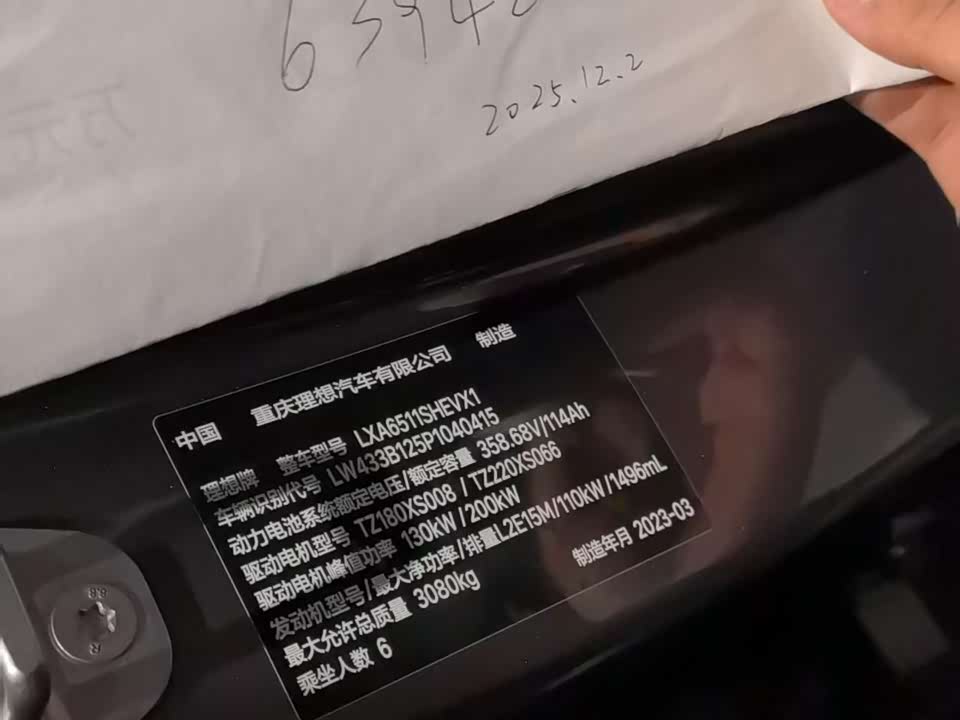 2025.12.2
中国 重庆理想汽车有限公司 制造
理想牌 整车型号 LXA6511SHEVX1
车辆识别代号 LW433B125P1040415
动力电池系统额定电压/额定容量 358.68V/114Ah
驱动电机型号 TZ180XS008 / TZ220XS066
驱动电机峰值功率 130kW / 200kW
发动机型号/最大净功率/排量L2E15M/110kW/1496mL
最大允许总质量 3080kg
乘坐人数 6 制造年月 2023-03
8.8